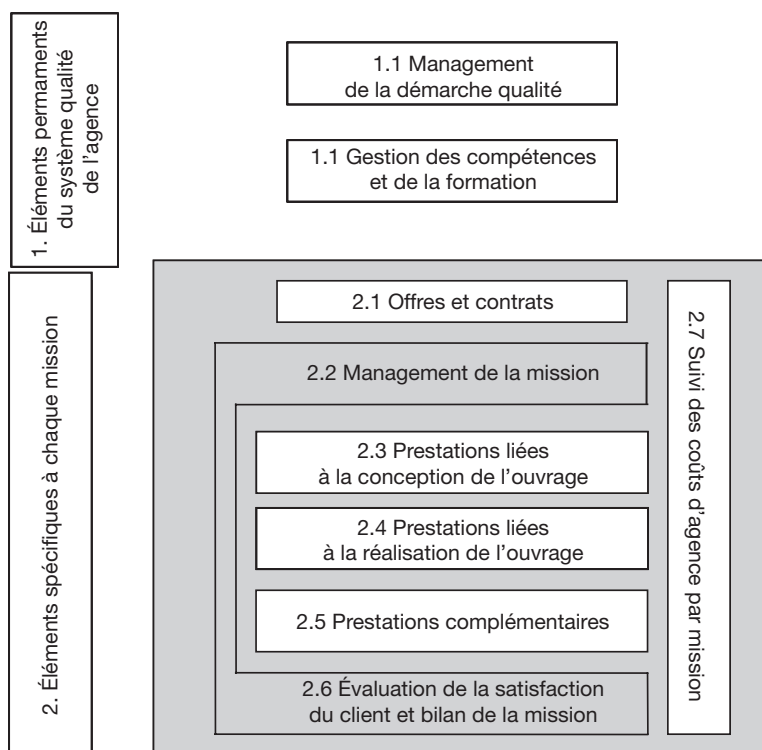 1. Éléments permaments
du système qualité
de l'agence
1.1 Management
de la démarche qualité
1.1 Gestion des compétences
et de la formation
2. Éléments spécifiques à chaque mission
2.1 Offres et contrats
2.2 Management de la mission
2.3 Prestations liées
à la conception de l'ouvrage
2.4 Prestations liées
à la réalisation de l'ouvrage
2.5 Prestations complémentaires
2.6 Évaluation de la satisfaction
du client et bilan de la mission
2.7 Suivi des coûts d'agence par mission